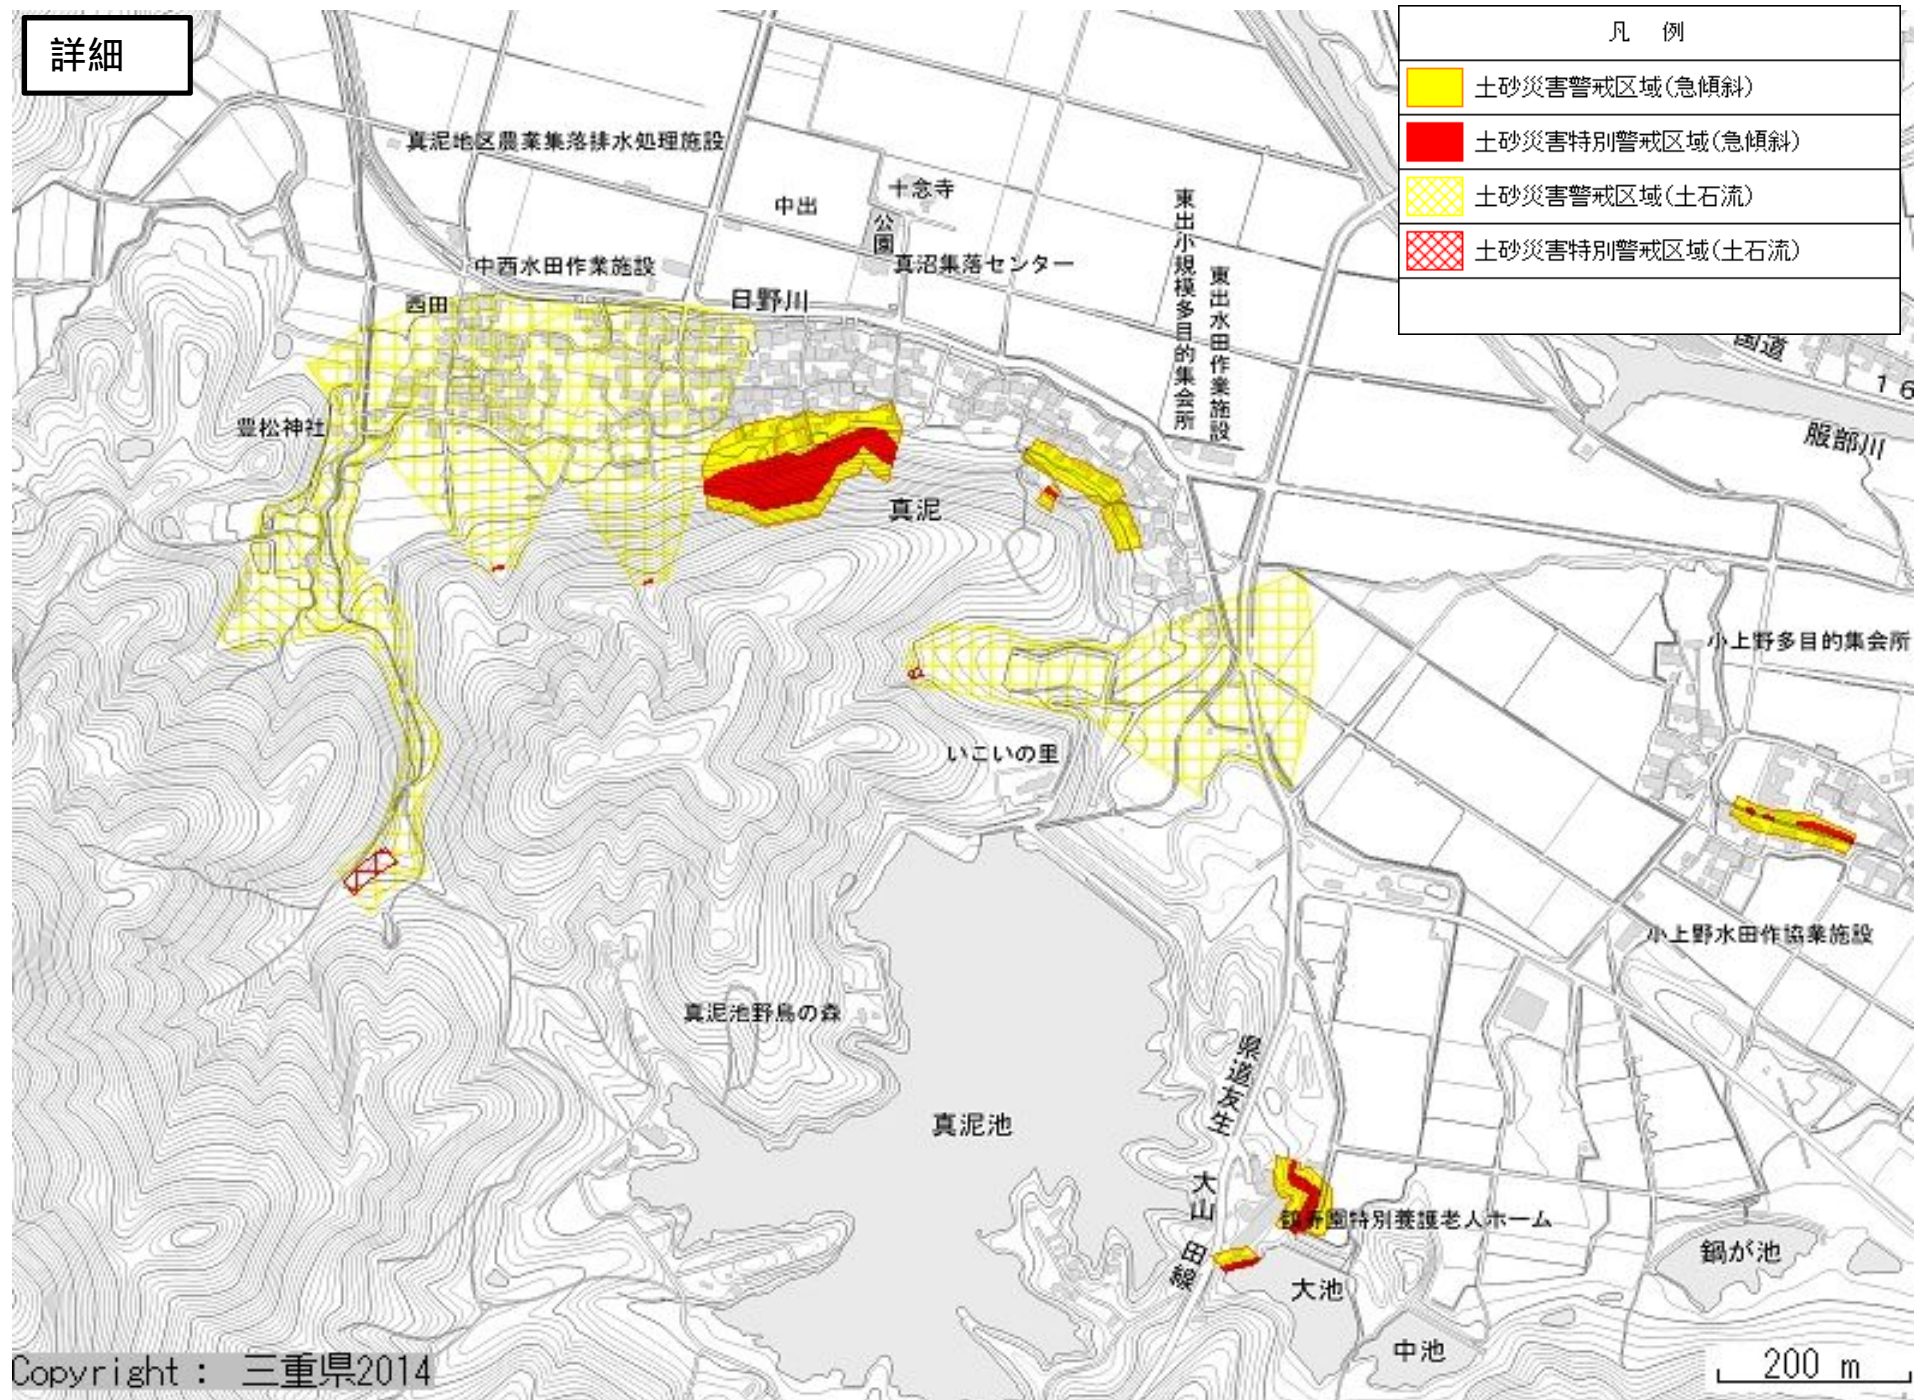 詳細
凡 例
土砂災害警戒区域(急傾斜)
土砂災害特別警戒区域(急傾斜)
土砂災害警戒区域(土石流)
土砂災害特別警戒区域(土石流)
真泥地区農業集落排水処理施設
中出
十念寺
公園
真沼集落センター
東出小規模多目的集会所
東出水田作業施設
中西水田作業施設
西田
日野川
国道
16
服部川
豊松神社
真泥
小上野多目的集会所
いこいの里
小上野水田作協業施設
真泥池野鳥の森
県道友生
大山田線
真泥池
園特別養護老人ホーム
大池
鍋が池
中池
200 m
Copyright : 三重県2014